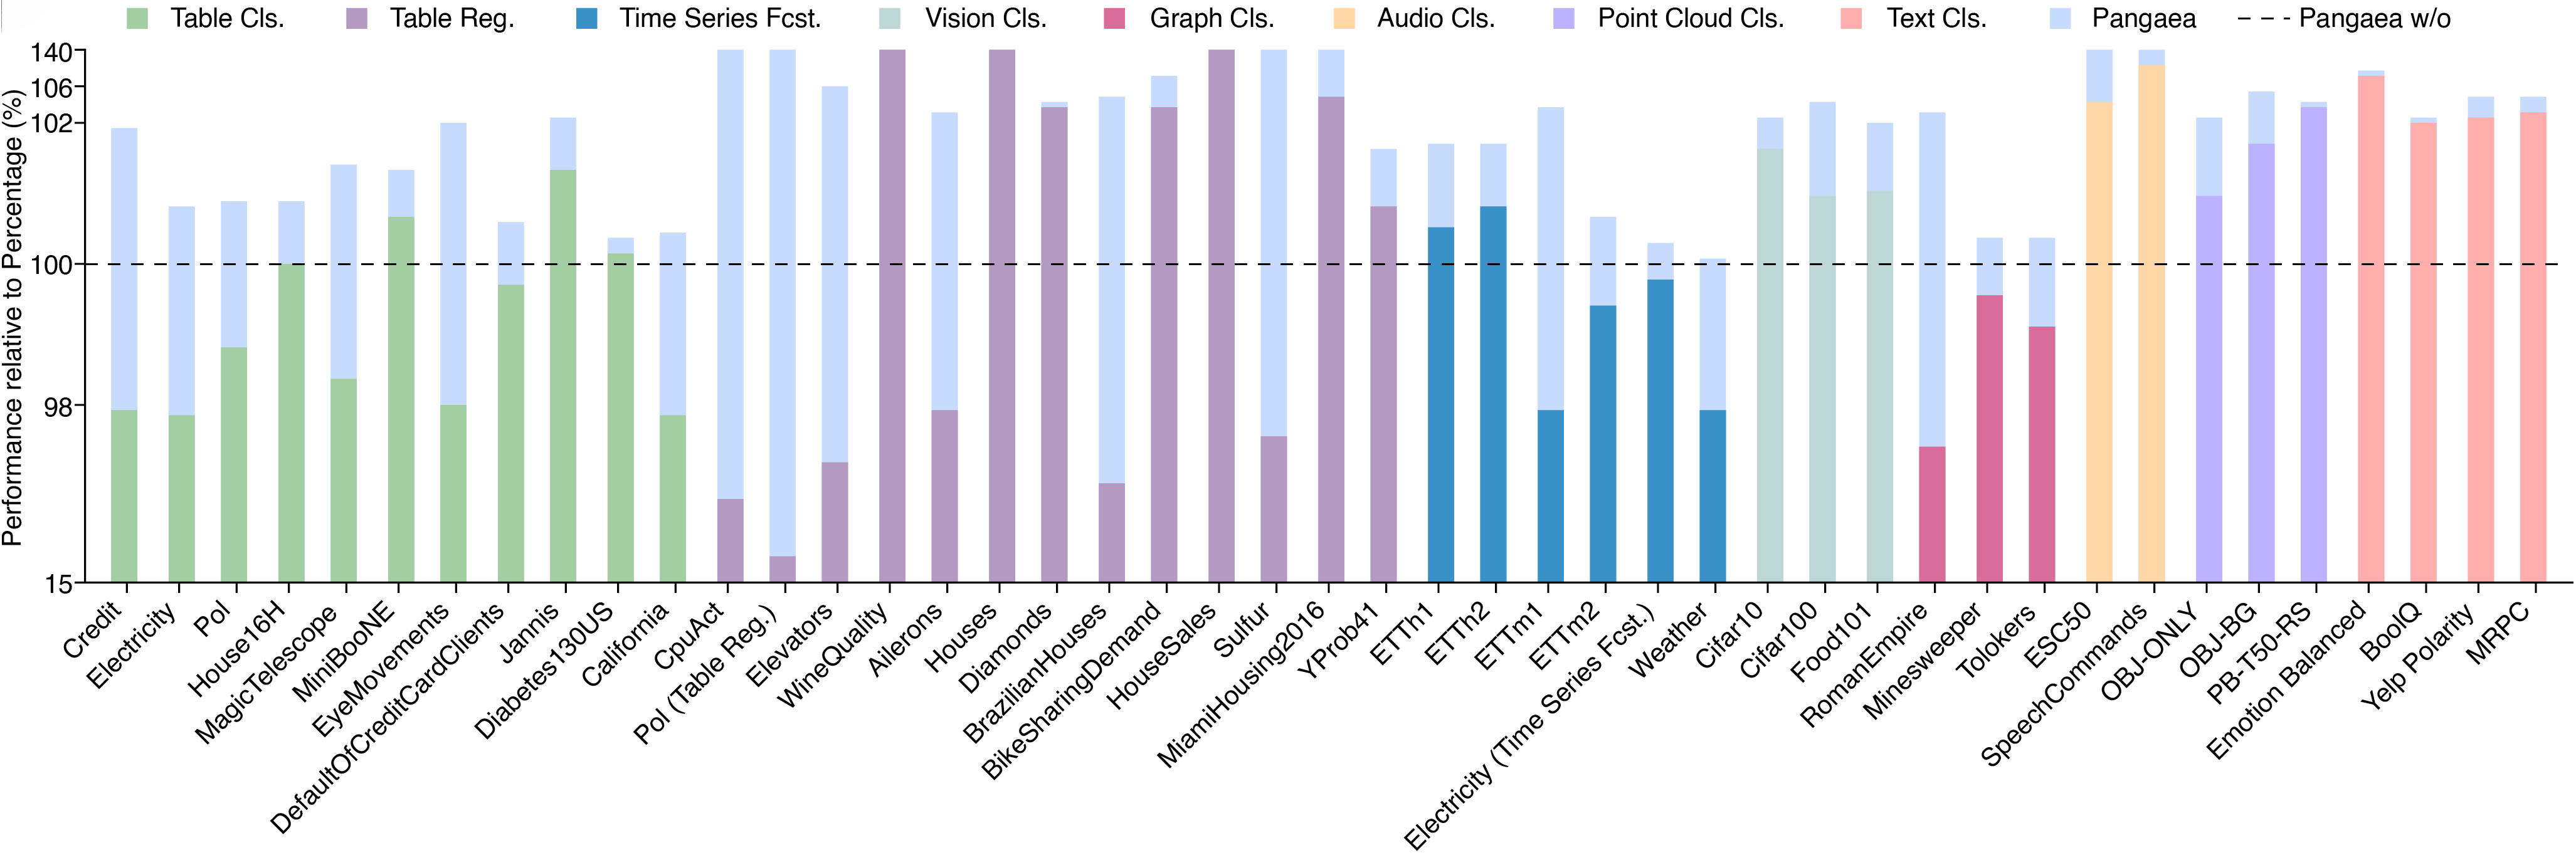 Table Cls. Table Reg. Time Series Fcst. Vision Cls. Graph Cls. Audio Cls. Point Cloud Cls. Text Cls. Pangaea Pangaea w/o
Performance relative to Percentage (%)
140
106
102
100
98
15
Credit
Electricity
Pol
House16H
MagicTelescope
MiniBooNE
EyeMovements
DefaultOfCreditCardClients
Jannis
Diabetes130US
California
CpuAct
Pol (Table Reg.)
Elevators
WineQuality
Ailerons
Houses
Diamonds
BrazilianHouses
BikeSharingDemand
HouseSales
Sulfur
MiamiHousing2016
YProb41
ETTh1
ETTh2
ETTm1
ETTm2
Electricity (Time Series Fcst.)
Weather
Cifar10
Cifar100
Food101
RomanEmpire
Minesweeper
Tolokers
ESC50
SpeechCommands
OBJ-ONLY
OBJ-BG
PB-T50-RS
Emotion Balanced
BoolQ
Yelp Polarity
MRPC